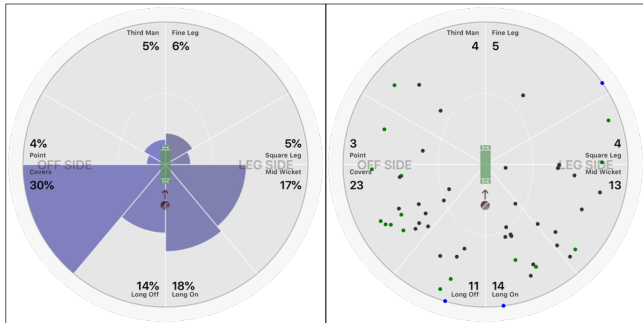 Third Man Fine Leg
5% 6%
4% 5%
Point Square Leg
OFF SIDE LEG SIDE
Covers Mid Wicket
30% 17%
14% 18%
Long Off Long On
Third Man Fine Leg
4 5
3 4
Point Square Leg
OFF SIDE LEG SIDE
Covers Mid Wicket
23 13
11 14
Long Off Long On